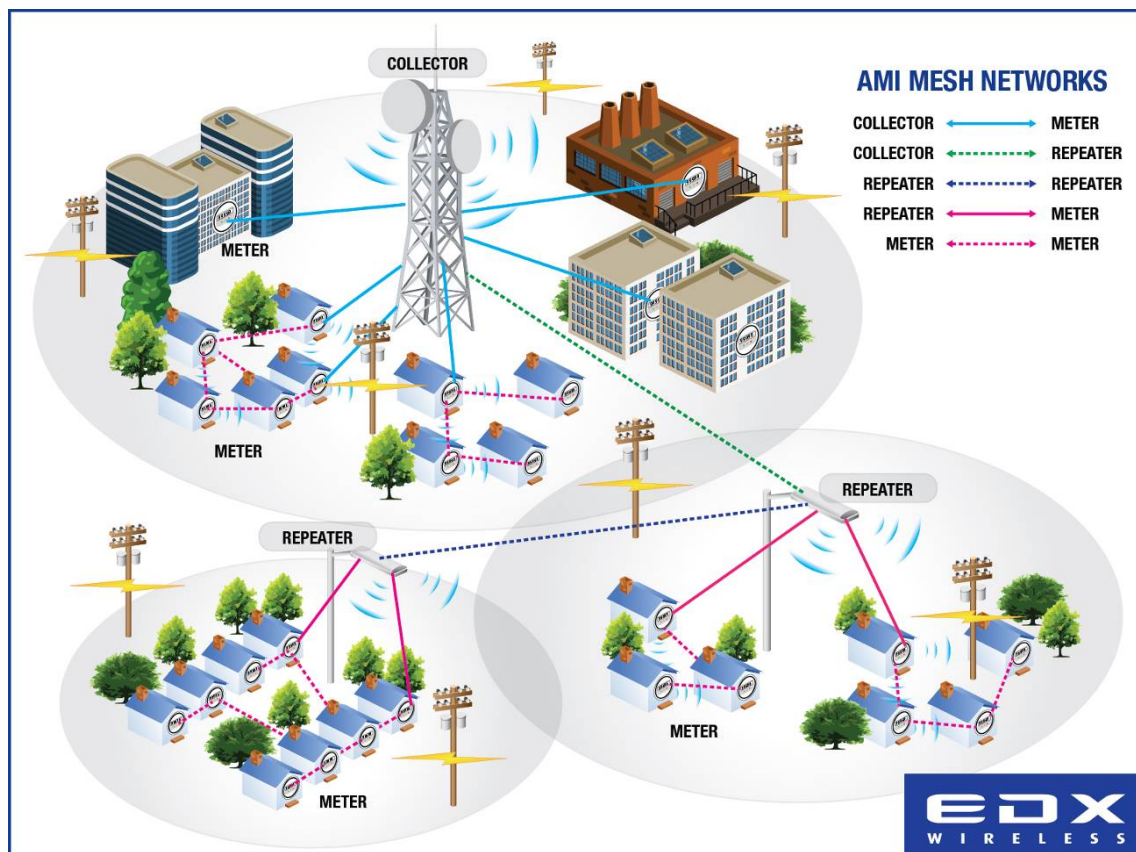 COLLECTOR
AMI MESH NETWORKS
COLLECTOR METER
COLLECTOR REPEATER
REPEATER REPEATER
REPEATER METER
METER METER
METER
METER
REPEATER
REPEATER
METER
METER
EDX
WIRELESS